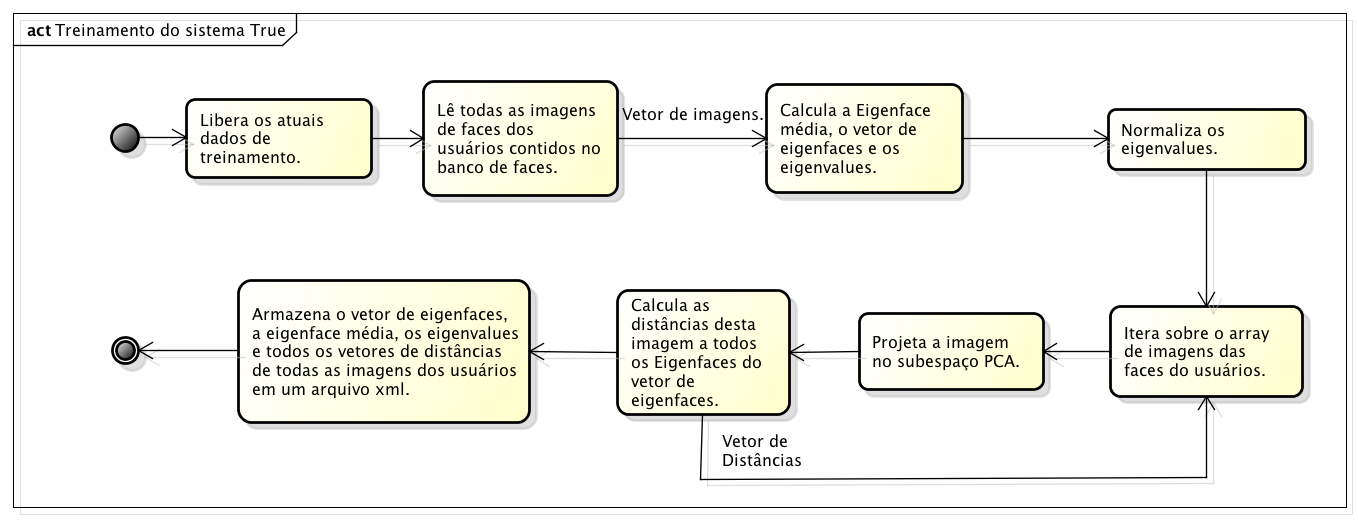 act Treinamento do sistema True
Libera os atuais
dados de
treinamento.
Lê todas as imagens
de faces dos
usuários contidos no
banco de faces.
Vetor de imagens.
Calcula a Eigenface
média, o vetor de
eigenfaces e os
eigenvalues.
Normaliza os
eigenvalues.
Itera sobre o array
de imagens das
faces do usuários.
Projeta a imagem
no subespaço PCA.
Calcula as
distâncias desta
imagem a todos
os Eigenfaces do
vetor de
eigenfaces.
Vetor de
Distâncias
Armazena o vetor de eigenfaces,
a eigenface média, os eigenvalues
e todos os vetores de distâncias
de todas as imagens dos usuários
em um arquivo xml.